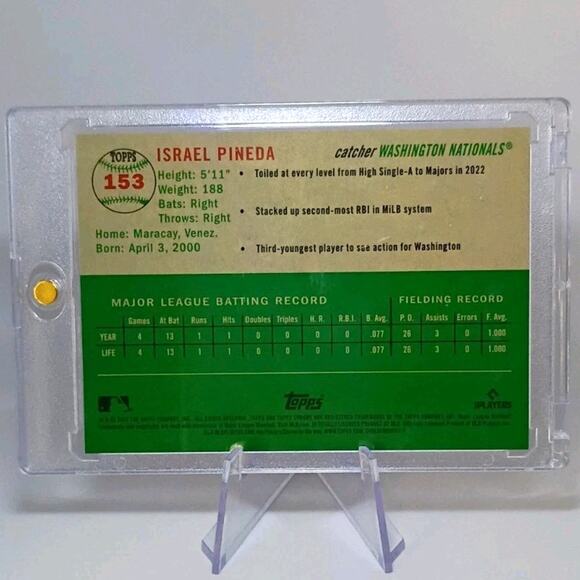 TOPPS
153
ISRAEL PINEDA
catcher WASHINGTON NATIONALS®
Height: 5'11"
Weight: 188
Bats: Right
Throws: Right
Home: Maracay, Venez.
Born: April 3, 2000
• Toiled at every level from High Single-A to Majors in 2022
• Stacked up second-most RBI in MiLB system
• Third-youngest player to see action for Washington
MAJOR LEAGUE BATTING RECORD FIELDING RECORD
Games At Bat Runs Hits Doubles Triples H. R. R.B.I. B. Avg. P. O. Assists Errors F. Avg.
YEAR 4 13 1 1 0 0 0 0 .077 26 3 0 1.000
LIFE 4 13 1 1 0 0 0 0 .077 26 3 0 1.000
Topps
PLAYERS